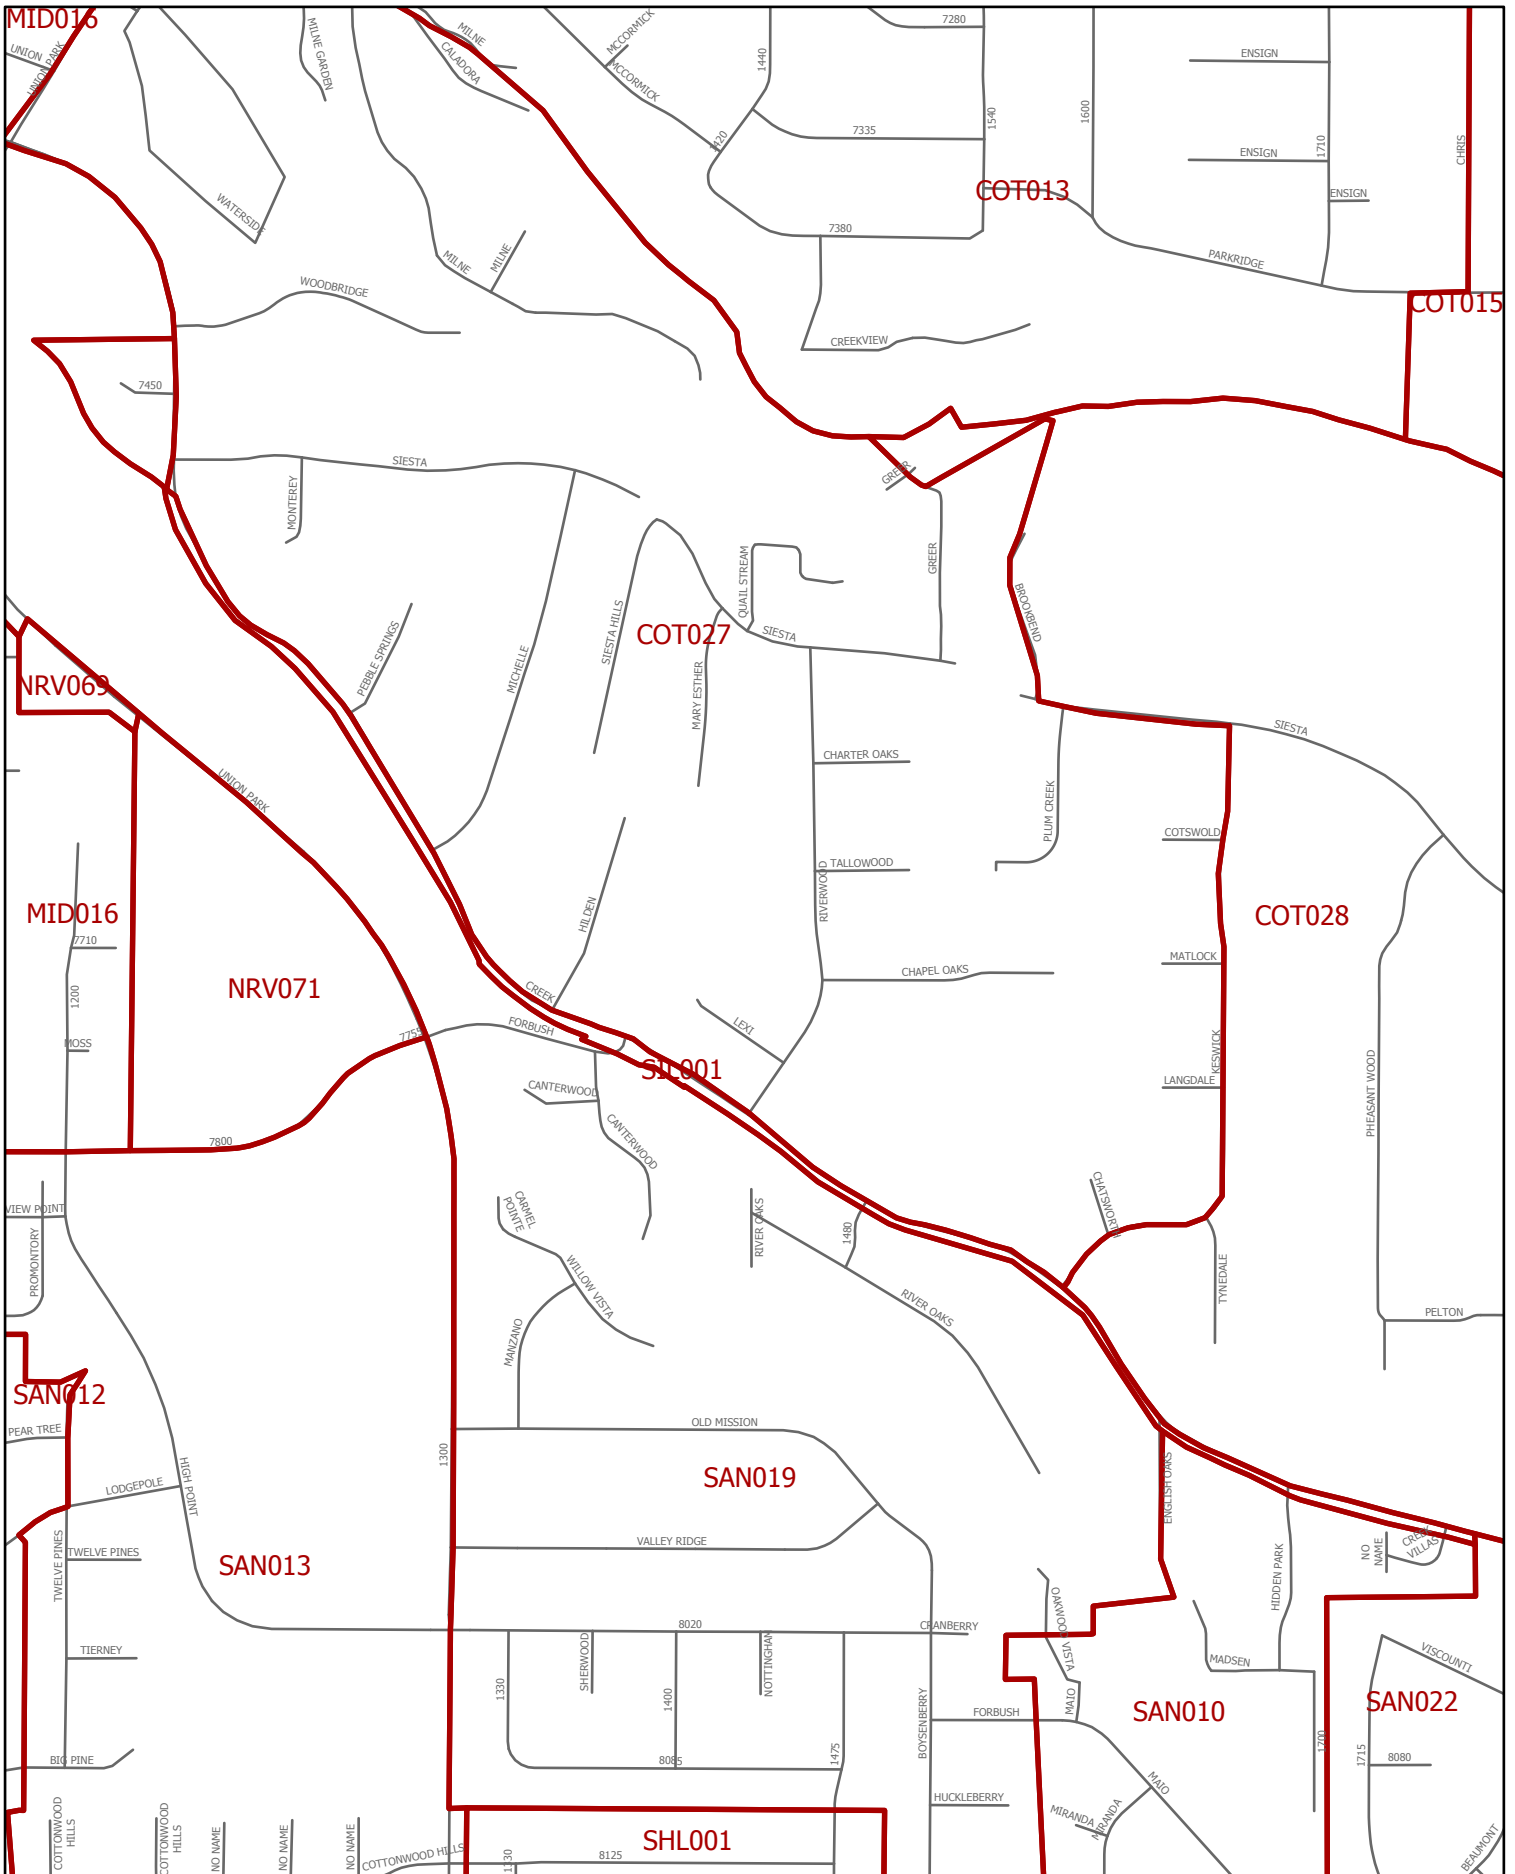 MID016
UNION
UNION PARK
MILNE GARDEN
MILNE
CALADORA
MCCORMICK
MCCORMICK
1440
7280
1420
7335
1540
1600
ENSIGN
ENSIGN
1710
ENSIGN
CHRIS
COT013
WATERSIDE
MILNE
MILNE
7380
PARKRIDGE
WOODBRIDGE
CREEKVIEW
COT015
7450
SIESTA
MONTEREY
GREER
GREER
QUAIL STREAM
BROOKBEND
SIESTA HILLS
COT027
SIESTA
PEBBLE SPRINGS
MICHELLE
MARY ESTHER
NRV069
SIESTA
UNION PARK
CHARTER OAKS
PLUM CREEK
COTSWOLD
TALLOWOOD
RIVERWOOD
HILDEN
MID016
COT028
7710
1200
NRV071
MATLOCK
CHAPEL OAKS
CREEK
FORBUSH
LEXI
7755
MOSS
SIL001
KESWICK
LANGDALE
PHEASANT WOOD
CANTERWOOD
CANTERWOOD
7800
VIEW POINT
PROMONTORY
CARMEL
POINTE
RIVER OAKS
1480
CHATSWORTH
TYNEDALE
WILLOW VISTA
RIVER OAKS
PELTON
MANZANO
SAN012
PEAR TREE
OLD MISSION
1300
SAN019
HIGH POINT
LODGEPOLE
ENGLISH OAKS
TWELVE PINES
TWELVE PINES
VALLEY RIDGE
SAN013
NO
NAME
CREEK
VILLAS
HIDDEN PARK
OAKWOOD VISTA
8020
CRANBERRY
TIERNEY
SHERWOOD
NOTTINGHAM
1330
1400
MADSEN
VISCOUNTI
MAIO
SAN010
SAN022
FORBUSH
BOYSENBERRY
1700
1715
1475
8085
8080
BIG PINE
MAIO
HUCKLEBERRY
MIRANDA
MIRANDA
COTTONWOOD
HILLS
COTTONWOOD
HILLS
NO NAME
NO NAME
NO NAME
COTTONWOOD HILLS
SHL001
1330
8125
BEAUMONT